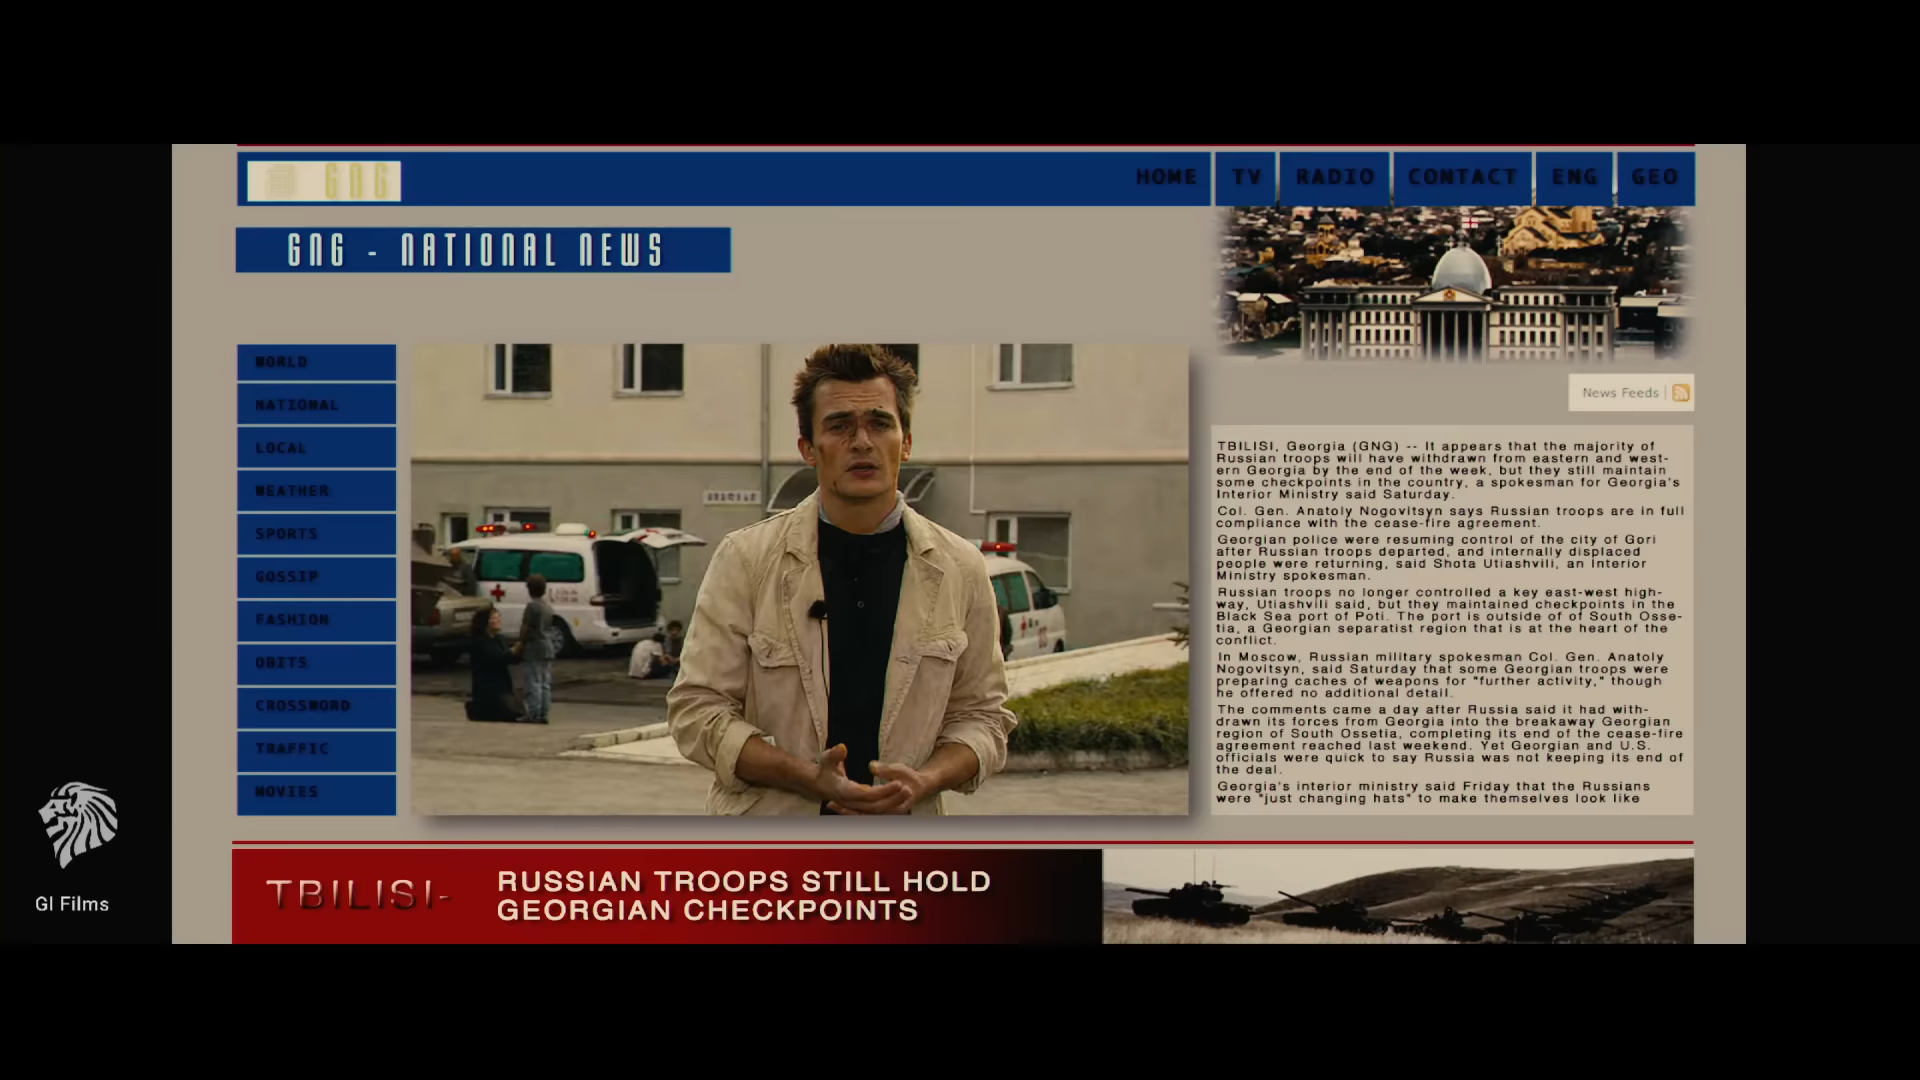 GNG
HOME TV RADIO CONTACT ENG GEO
GNG - NATIONAL NEWS
WORLD
NATIONAL
LOCAL
WEATHER
SPORTS
GOSSIP
FASHION
OBITS
CROSSWORD
TRAFFIC
MOVIES
News Feeds
TBILISI, Georgia (GNG) -- It appears that the majority of
Russian troops will have withdrawn from eastern and west-
ern Georgia by the end of the week, but they still maintain
some checkpoints in the country, a spokesman for Georgia's
Interior Ministry said Saturday.
Col. Gen. Anatoly Nogovitsyn says Russian troops are in full
compliance with the cease-fire agreement.
Georgian police were resuming control of the city of Gori
after Russian troops departed, and internally displaced
people were returning, said Shota Utiashvili, an Interior
Ministry spokesman.
Russian troops no longer controlled a key east-west high-
way, Utiashvili said, but they maintained checkpoints in the
Black Sea port of Poti. The port is outside of of South Osse-
tia, a Georgian separatist region that is at the heart of the
conflict.
In Moscow, Russian military spokesman Col. Gen. Anatoly
Nogovitsyn, said Saturday that some Georgian troops were
preparing caches of weapons for "further activity," though
he offered no additional detail.
The comments came a day after Russia said it had with-
drawn its forces from Georgia into the breakaway Georgian
region of South Ossetia, completing its end of the cease-fire
agreement reached last weekend. Yet Georgian and U.S.
officials were quick to say Russia was not keeping its end of
the deal.
Georgia's interior ministry said Friday that the Russians
were "just changing hats" to make themselves look like
TBILISI-
RUSSIAN TROOPS STILL HOLD
GEORGIAN CHECKPOINTS
GI Films